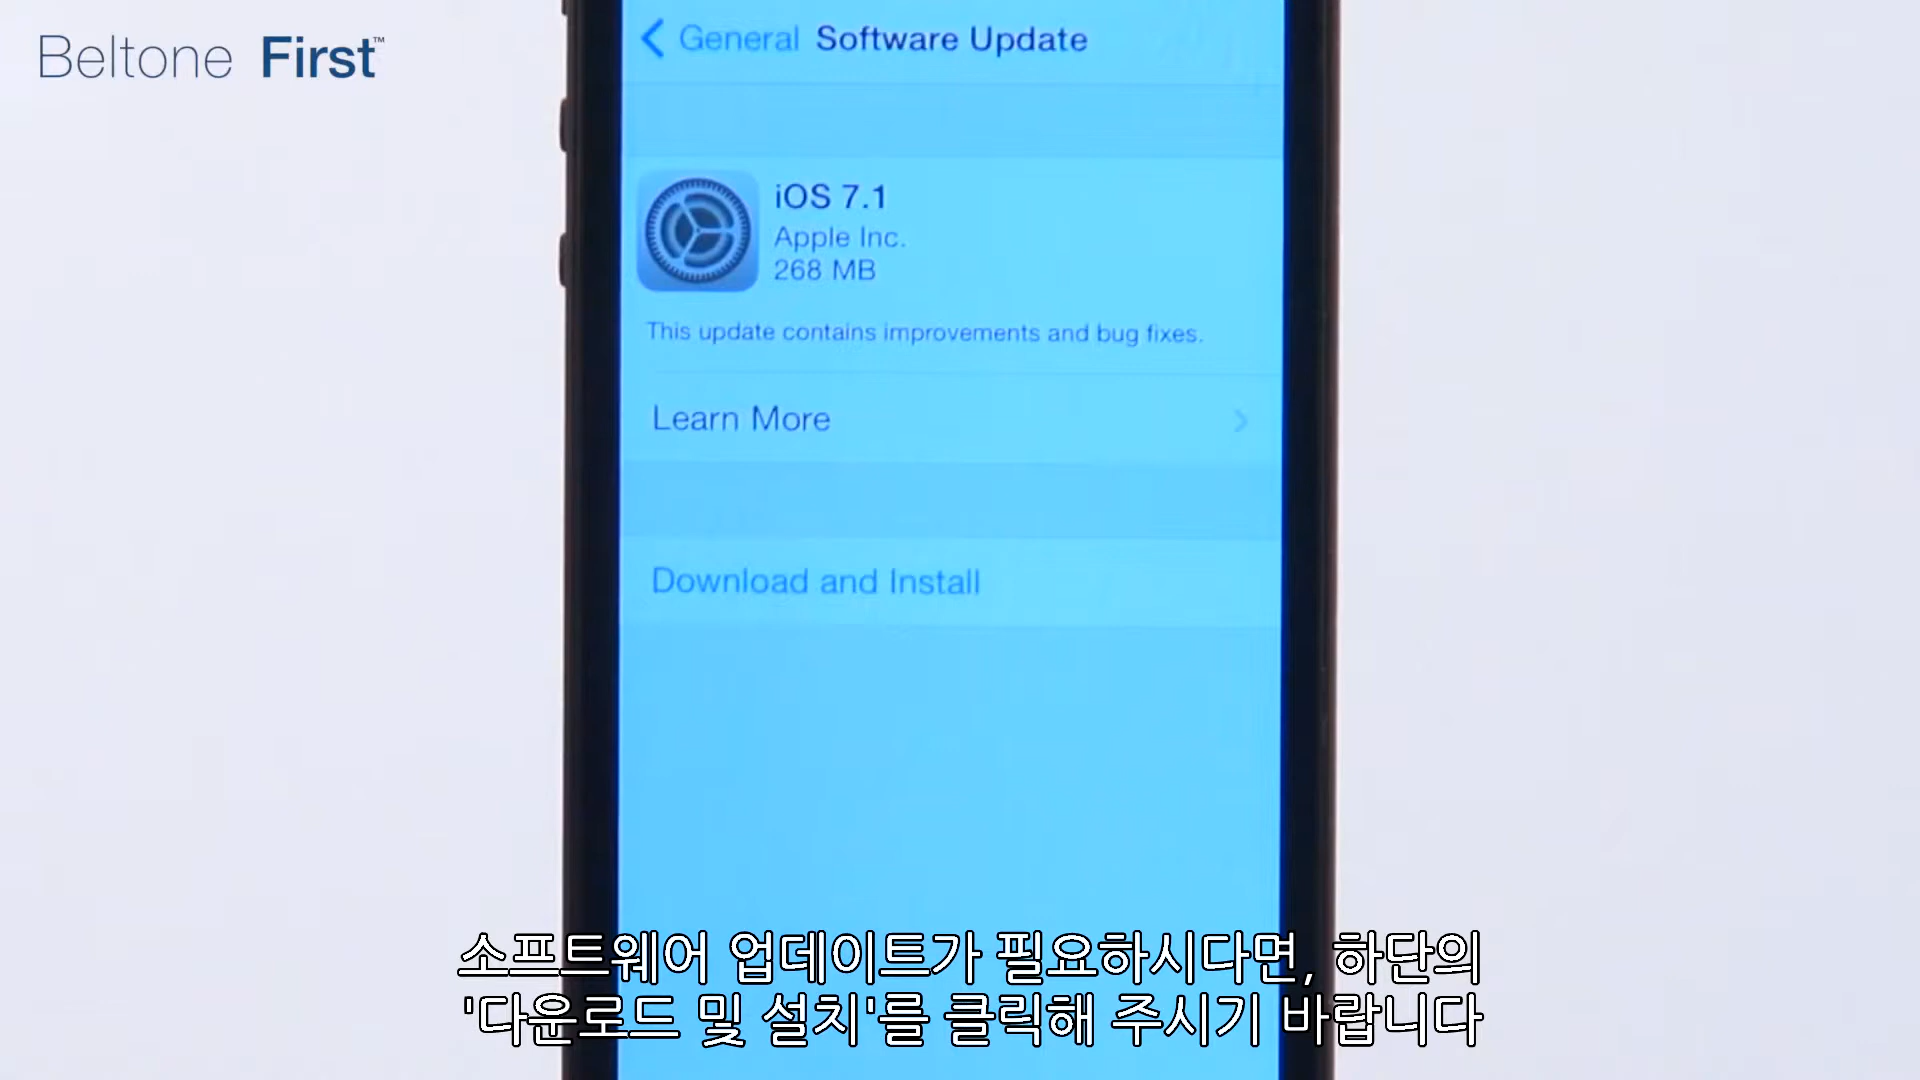 Beltone First™
General Software Update
iOS 7.1
Apple Inc.
268 MB
This update contains improvements and bug fixes.
Learn More
Download and Install
소프트웨어 업데이트가 필요하시다면, 하단의
'다운로드 및 설치'를 클릭해 주시기 바랍니다